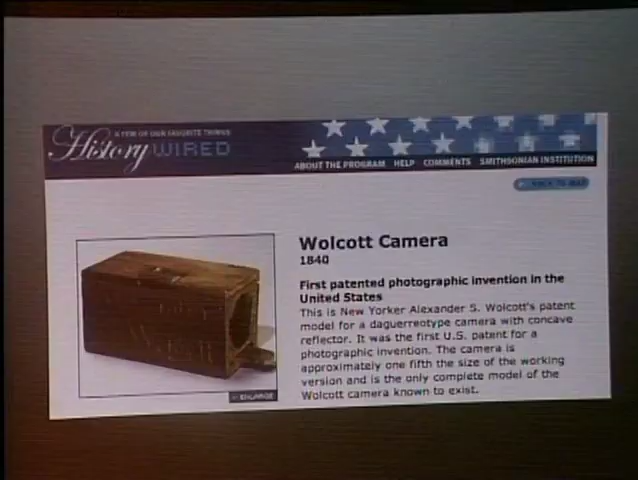 A FEW OF OUR FAVORITE THINGS
History WIRED
ABOUT THE PROGRAM HELP COMMENTS SMITHSONIAN INSTITUTION
BACK TO MAP
Wolcott Camera
1840
First patented photographic invention in the
United States
This is New Yorker Alexander S. Wolcott's patent
model for a daguerreotype camera with concave
reflector. It was the first U.S. patent for a
photographic invention. The camera is
approximately one fifth the size of the working
version and is the only complete model of the
Wolcott camera known to exist.
ENLARGE